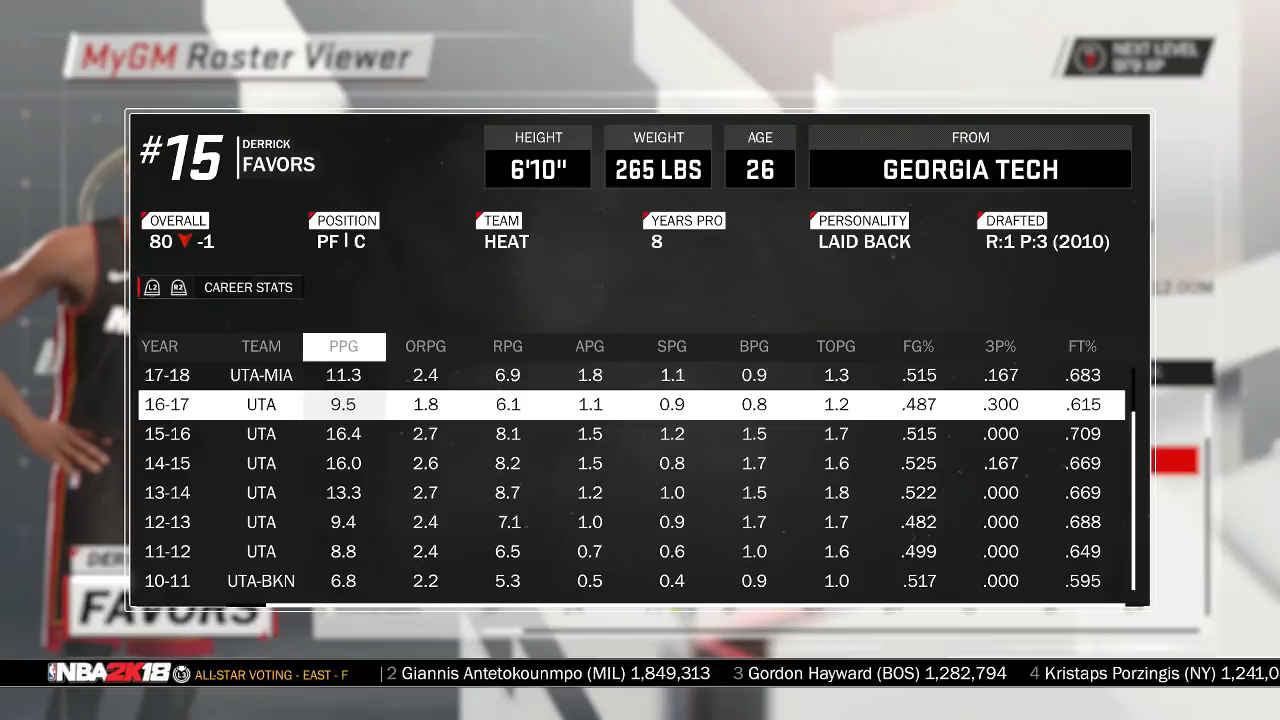 MyGM Roster Viewer
NEXT LEVEL
979 XP
#15 DERRICK FAVORS
HEIGHT WEIGHT AGE FROM
6'10" 265 LBS 26 GEORGIA TECH
OVERALL POSITION TEAM YEARS PRO PERSONALITY DRAFTED
80 -1 PF | C HEAT 8 LAID BACK R:1 P:3 (2010)
L2 R2 CAREER STATS
YEAR TEAM PPG ORPG RPG APG SPG BPG TOPG FG% 3P% FT%
17-18 UTA-MIA 11.3 2.4 6.9 1.8 1.1 0.9 1.3 .515 .167 .683
16-17 UTA 9.5 1.8 6.1 1.1 0.9 0.8 1.2 .487 .300 .615
15-16 UTA 16.4 2.7 8.1 1.5 1.2 1.5 1.7 .515 .000 .709
14-15 UTA 16.0 2.6 8.2 1.5 0.8 1.7 1.6 .525 .167 .669
13-14 UTA 13.3 2.7 8.7 1.2 1.0 1.5 1.8 .522 .000 .669
12-13 UTA 9.4 2.4 7.1 1.0 0.9 1.7 1.7 .482 .000 .688
11-12 UTA 8.8 2.4 6.5 0.7 0.6 1.0 1.6 .499 .000 .649
10-11 UTA-BKN 6.8 2.2 5.3 0.5 0.4 0.9 1.0 .517 .000 .595
FAVORS
NBA 2K18 ALL-STAR VOTING - EAST - F | 2 Giannis Antetokounmpo (MIL) 1,849,313 3 Gordon Hayward (BOS) 1,282,794 4 Kristaps Porzingis (NY) 1,241,0